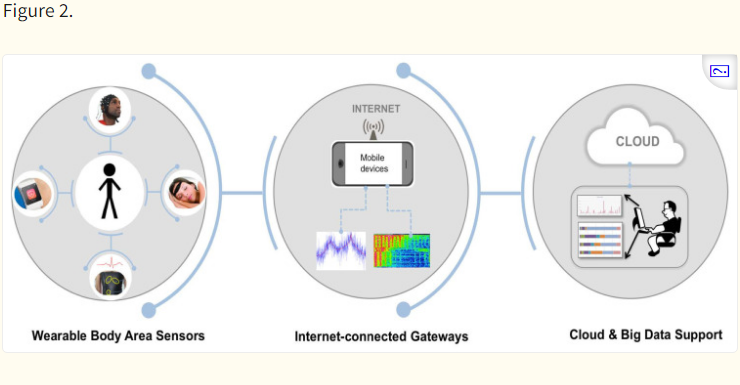 Figure 2.
INTERNET
Mobile
devices
CLOUD
Wearable Body Area Sensors
Internet-connected Gateways
Cloud & Big Data Support